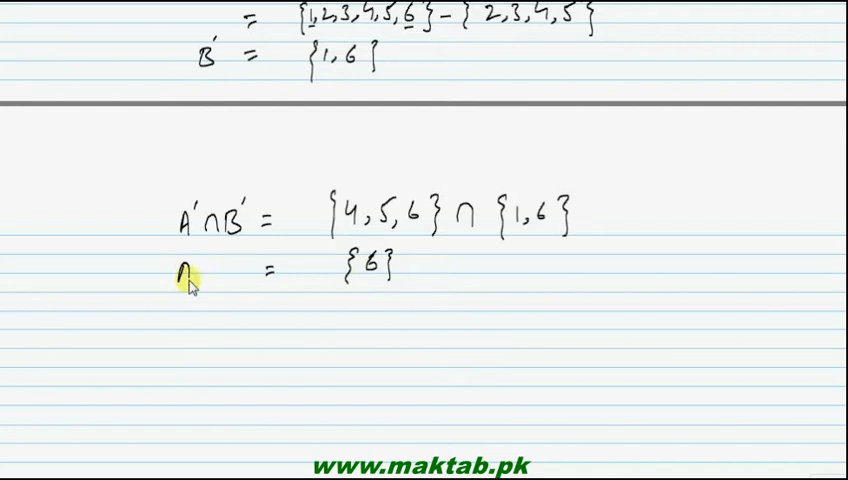 = {1,2,3,4,5,6} - { 2,3,4,5}
B' = {1,6}
A'∩B' = {4,5,6} ∩ {1,6}
= {6}
www.maktab.pk